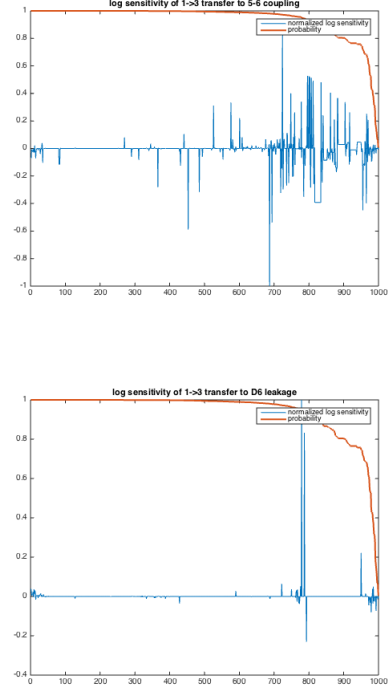 log sensitivity of 1->3 transfer to 5-6 coupling
normalized log sensitivity
probability
1
0.8
0.6
0.4
0.2
0
-0.2
-0.4
-0.6
-0.8
-1
0 100 200 300 400 500 600 700 800 900 1000
log sensitivity of 1->3 transfer to D6 leakage
normalized log sensitivity
probability
1
0.8
0.6
0.4
0.2
0
-0.2
-0.4
0 100 200 300 400 500 600 700 800 900 1000